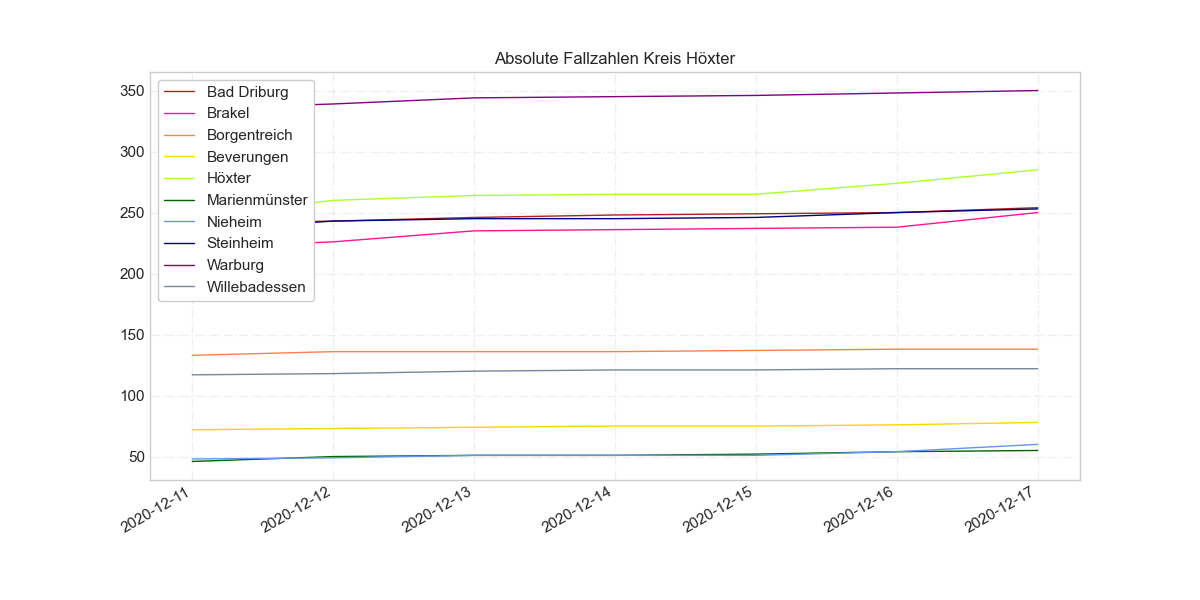 Absolute Fallzahlen Kreis Höxter
350
300
250
200
150
100
50
Bad Driburg
Brakel
Borgentreich
Beverungen
Höxter
Marienmünster
Nieheim
Steinheim
Warburg
Willebadessen
2020-12-11
2020-12-12
2020-12-13
2020-12-14
2020-12-15
2020-12-16
2020-12-17